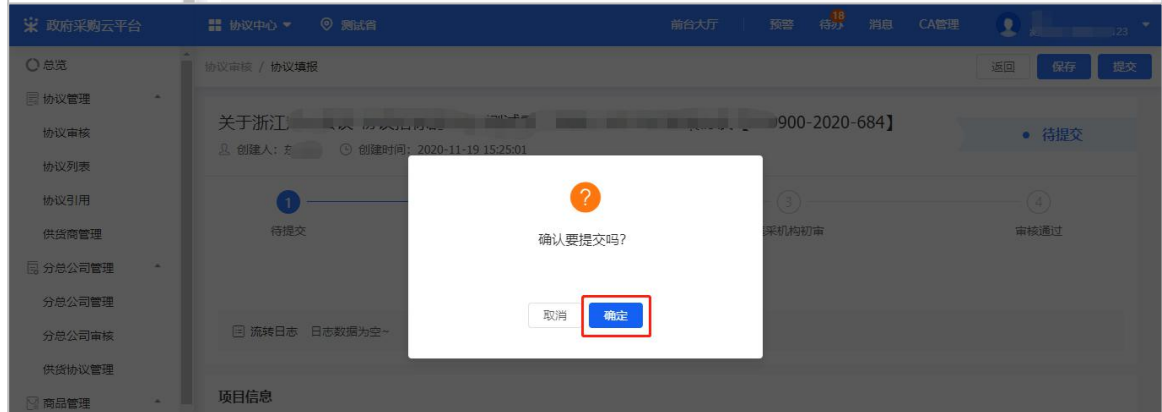 政府采购云平台 协议中心 测试省 前台大厅 预警 待办 18 消息 CA管理 123
总览
协议审核 / 协议填报 返回 保存 提交
协议管理
协议审核
协议列表
协议引用
供货商管理
分总公司管理
分总公司管理
分总公司审核
供货协议管理
商品管理
关于浙江 900-2020-684】
待提交
创建人: 创建时间: 2020-11-19 15:25:01
1 3 4
待提交 采机构初审 审核通过
?
确认要提交吗?
取消 确定
流转日志 日志数据为空~
项目信息